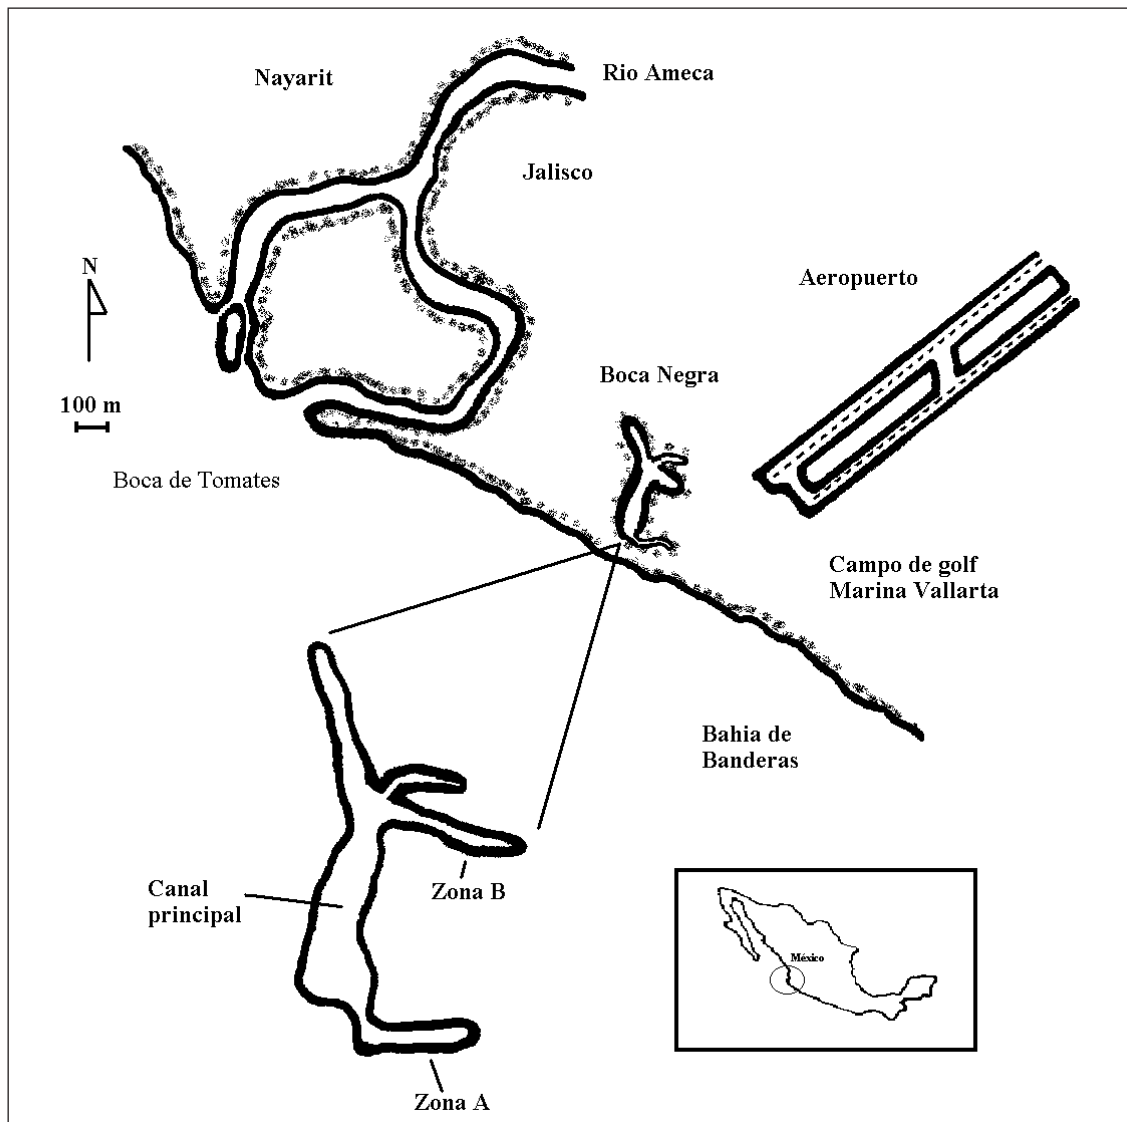 Nayarit
Rio Ameca
Jalisco
N
Aeropuerto
Boca Negra
100 m
Boca de Tomates
Campo de golf
Marina Vallarta
Bahia de
Banderas
Zona B
Canal
principal
México
Zona A